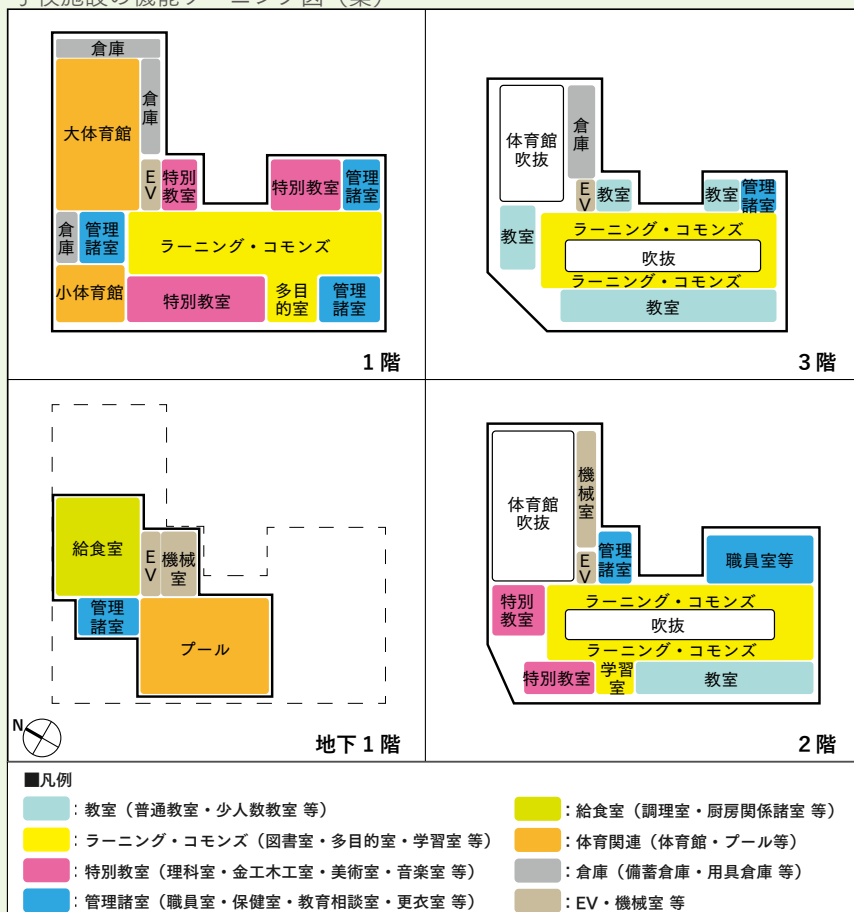 学校施設の機能ゾーニング図（案）
倉庫
倉庫
大体育館
EV
特別
教室
特別教室
管理
諸室
倉庫
管理
諸室
ラーニング・コモンズ
小体育館
特別教室
多目
的室
管理
諸室
1階
体育館
吹抜
倉庫
EV
教室
教室
管理
諸室
教室
ラーニング・コモンズ
吹抜
ラーニング・コモンズ
教室
3階
給食室
EV
機械
室
管理
諸室
プール
N
地下1階
体育館
吹抜
機械室
EV
管理
諸室
職員室等
特別
教室
ラーニング・コモンズ
吹抜
ラーニング・コモンズ
特別教室
学習
室
教室
2階
■凡例
：教室（普通教室・少人数教室 等）
：ラーニング・コモンズ（図書室・多目的室・学習室 等）
：特別教室（理科室・金工木工室・美術室・音楽室 等）
：管理諸室（職員室・保健室・教育相談室・更衣室 等）
：給食室（調理室・厨房関係諸室 等）
：体育関連（体育館・プール等）
：倉庫（備蓄倉庫・用具倉庫 等）
：EV・機械室 等